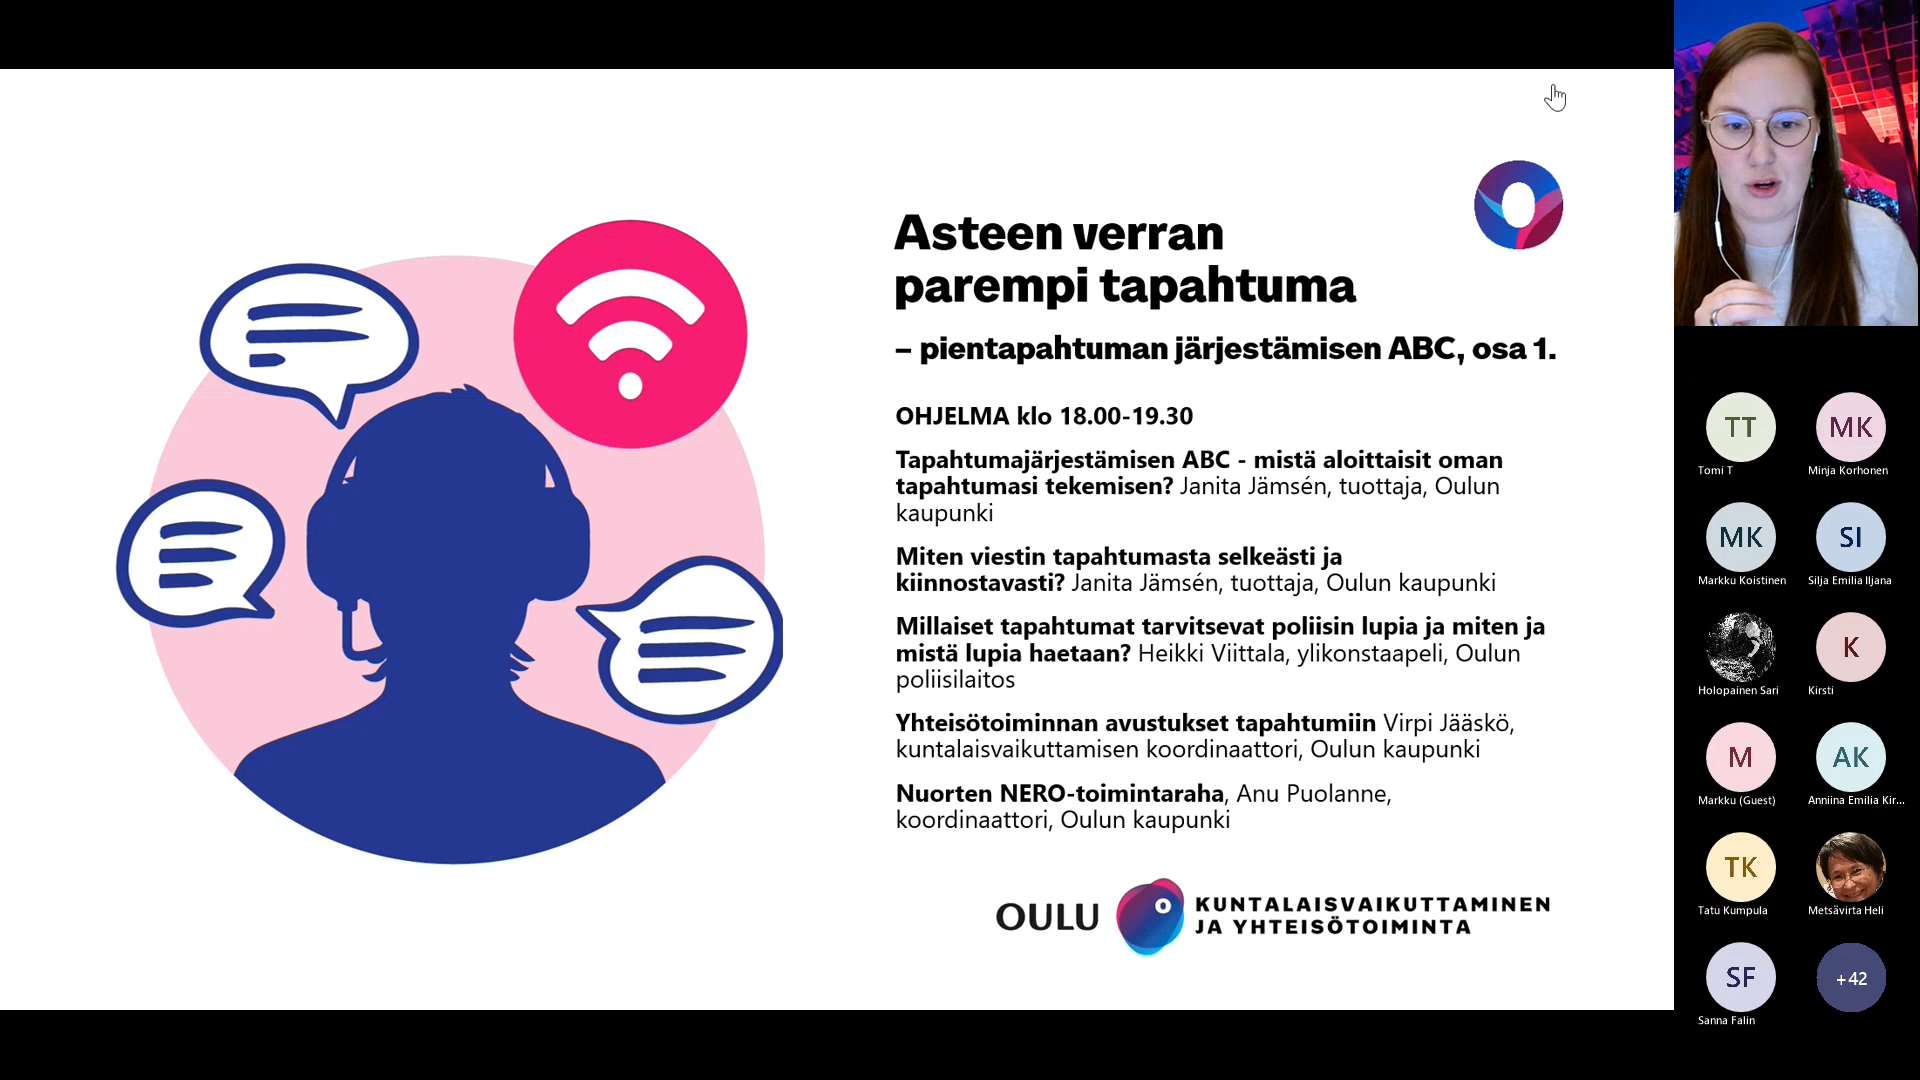 Asteen verran
parempi tapahtuma
– pientapahtuman järjestämisen ABC, osa 1.
OHJELMA klo 18.00-19.30
Tapahtumajärjestämisen ABC - mistä aloittaisit oman
tapahtumasi tekemisen? Janita Jämsén, tuottaja, Oulun
kaupunki
Miten viestin tapahtumasta selkeästi ja
kiinnostavasti? Janita Jämsén, tuottaja, Oulun kaupunki
Millaiset tapahtumat tarvitsevat poliisin lupia ja miten ja
mistä lupia haetaan? Heikki Viittala, ylikonstaapeli, Oulun
poliisilaitos
Yhteisötoiminnan avustukset tapahtumiin Virpi Jääskö,
kuntalaisvaikuttamisen koordinaattori, Oulun kaupunki
Nuorten NERO-toimintaraha, Anu Puolanne,
koordinaattori, Oulun kaupunki
OULU
KUNTALAISVAIKUTTAMINEN
JA YHTEISÖTOIMINTA
TT
Tomi T
MK
Minja Korhonen
MK
Markku Koistinen
SI
Silja Emilia Iljana
Holopainen Sari
K
Kirsti
M
Markku (Guest)
AK
Anniina Emilia Kir...
TK
Tatu Kumpula
Metsävirta Heli
SF
Sanna Falin
+42